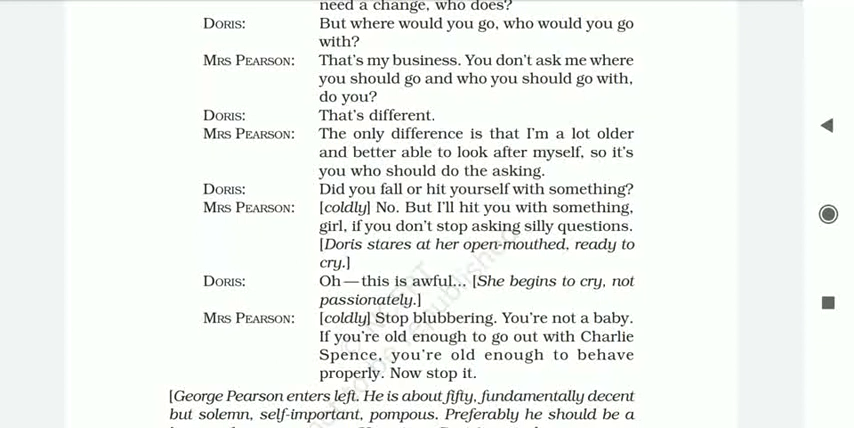 need a change, who does?
DORIS: But where would you go, who would you go
with?
MRS PEARSON: That's my business. You don't ask me where
you should go and who you should go with,
do you?
DORIS: That's different.
MRS PEARSON: The only difference is that I'm a lot older
and better able to look after myself, so it's
you who should do the asking.
DORIS: Did you fall or hit yourself with something?
MRS PEARSON: [coldly] No. But I'll hit you with something,
girl, if you don't stop asking silly questions.
[Doris stares at her open-mouthed, ready to
cry.]
DORIS: Oh — this is awful... [She begins to cry, not
passionately.]
MRS PEARSON: [coldly] Stop blubbering. You're not a baby.
If you're old enough to go out with Charlie
Spence, you're old enough to behave
properly. Now stop it.
[George Pearson enters left. He is about fifty, fundamentally decent
but solemn, self-important, pompous. Preferably he should be a